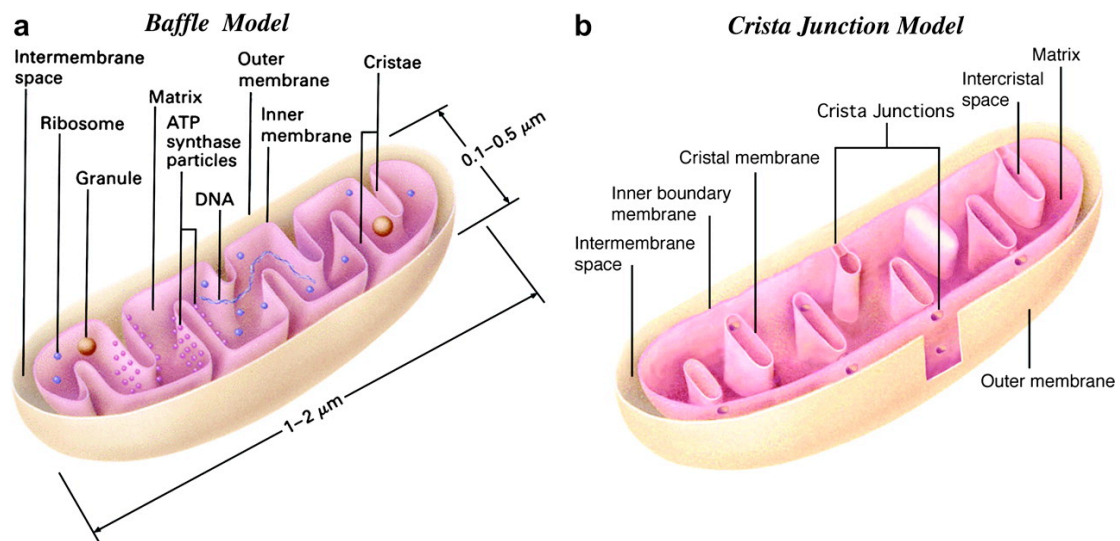 a
Baffle Model
Intermembrane
space
Ribosome
Granule
Matrix
ATP
synthase
particles
DNA
Outer
membrane
Inner
membrane
Cristae
0.1–0.5 μm
1–2 μm
b
Crista Junction Model
Matrix
Intercristal
space
Crista Junctions
Cristal membrane
Inner boundary
membrane
Intermembrane
space
Outer membrane